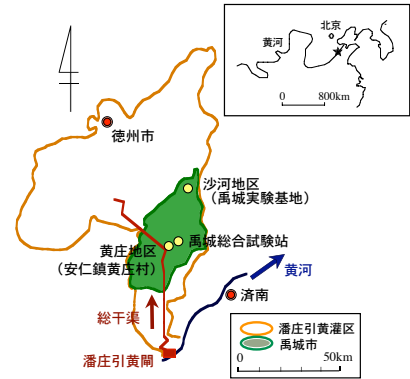 北京
黄河
0 800km
徳州市
沙河地区
（禹城実験基地）
禹城総合試験站
黄庄地区
（安仁鎮黄庄村）
黄河
済南
総干渠
潘庄引黄閘
潘庄引黄灌区
禹城市
0 50km